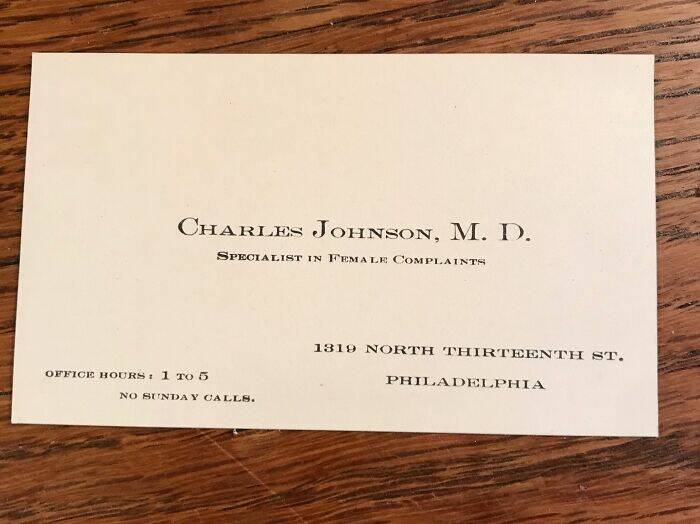 Charles Johnson, M. D.
Specialist in Female Complaints
1319 NORTH THIRTEENTH ST.
PHILADELPHIA
OFFICE HOURS: 1 TO 5
NO SUNDAY CALLS.